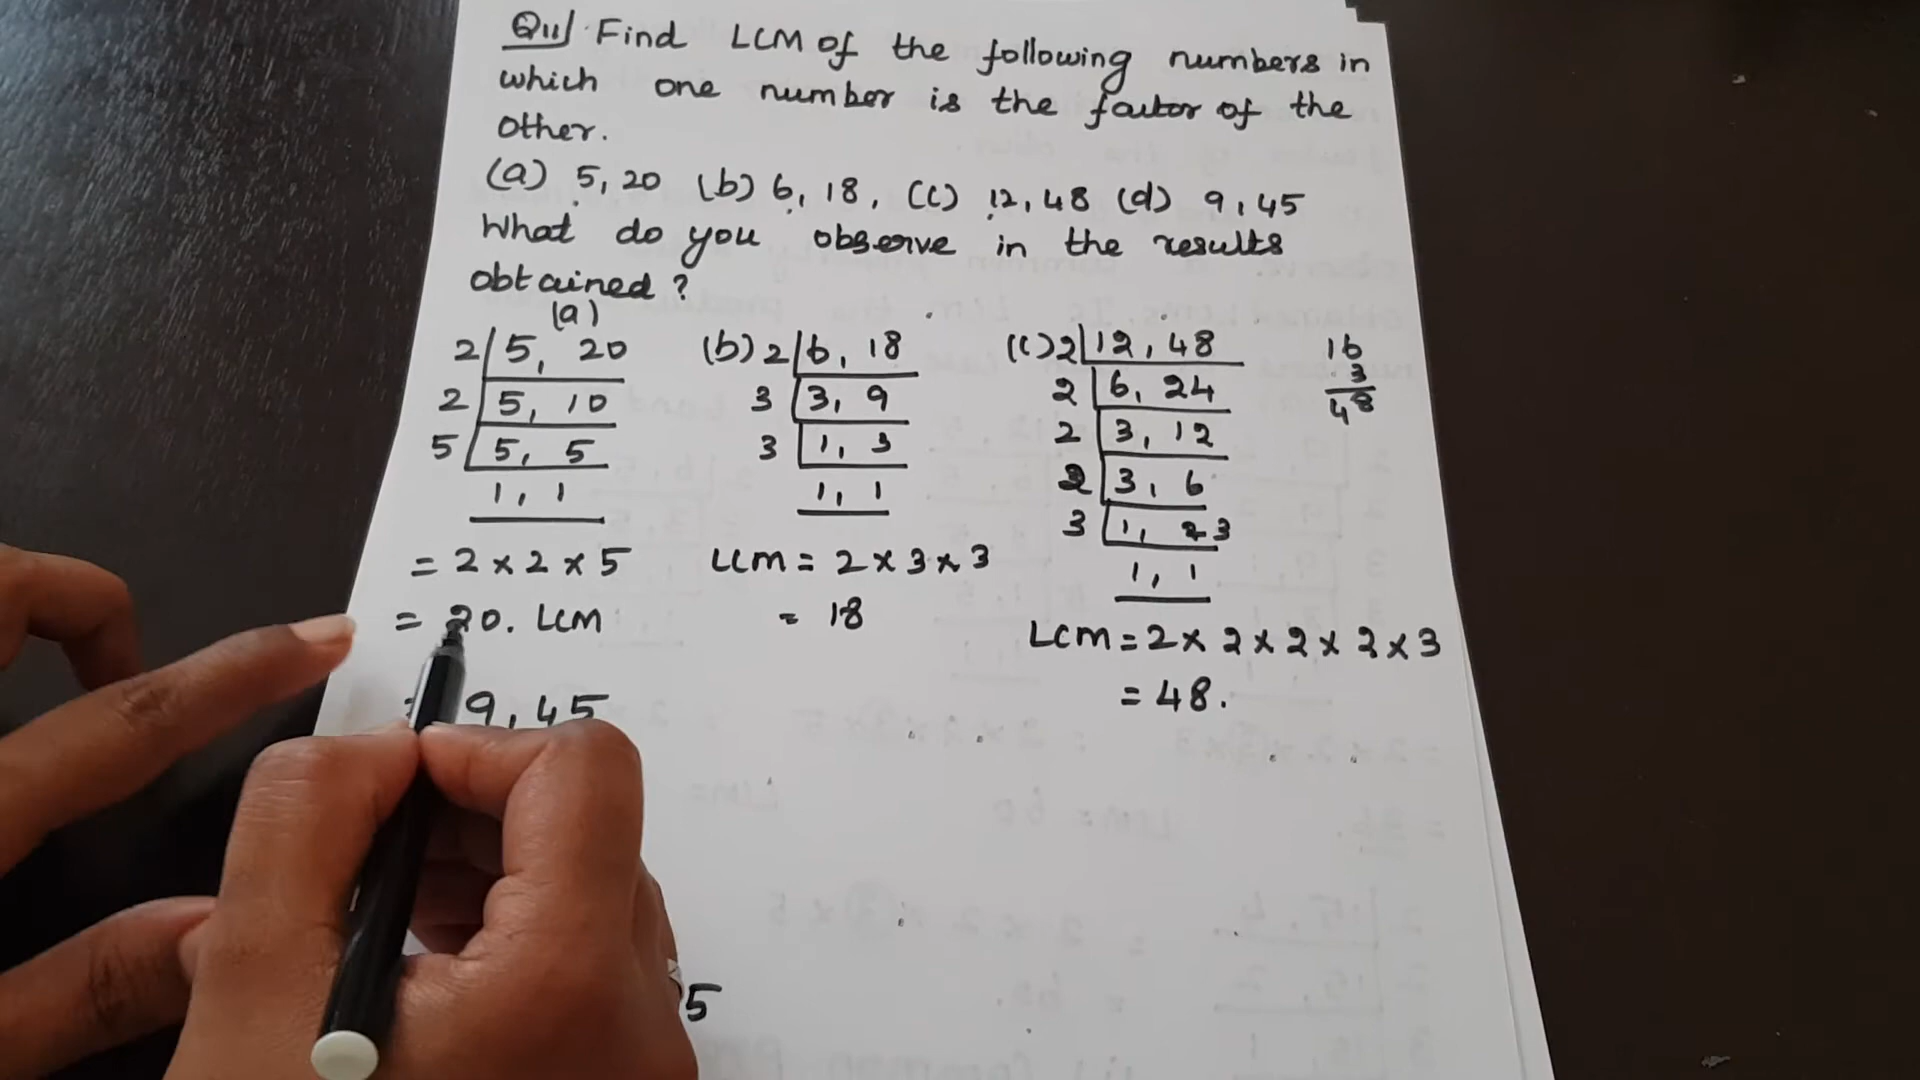 Q11) Find LCM of the following numbers in
which one number is the factor of the
other.
(a) 5, 20 (b) 6, 18, (c) 12, 48 (d) 9, 45
What do you observe in the results
obtained?
(a)
2 | 5, 20
2 | 5, 10
5 | 5, 5
1, 1
= 2 × 2 × 5
= 20. LCM
(b) 2 | 6, 18
3 | 3, 9
3 | 1, 3
1, 1
LCM = 2 × 3 × 3
= 18
(c) 2 | 12, 48
2 | 6, 24
2 | 3, 12
2 | 3, 6
3 | 1, 3
1, 1
LCM = 2 × 2 × 2 × 2 × 3
= 48.
16
3
48
9, 45
5